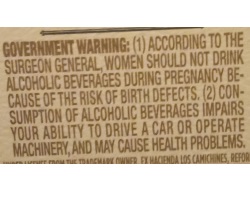 GOVERNMENT WARNING: (1) ACCORDING TO THE
SURGEON GENERAL, WOMEN SHOULD NOT DRINK
ALCOHOLIC BEVERAGES DURING PREGNANCY BE-
CAUSE OF THE RISK OF BIRTH DEFECTS. (2) CON-
SUMPTION OF ALCOHOLIC BEVERAGES IMPAIRS
YOUR ABILITY TO DRIVE A CAR OR OPERATE
MACHINERY, AND MAY CAUSE HEALTH PROBLEMS.
UNDER LICENSE FROM THE TRADEMARK OWNER. EX HACIENDA LOS CAMICHINES,